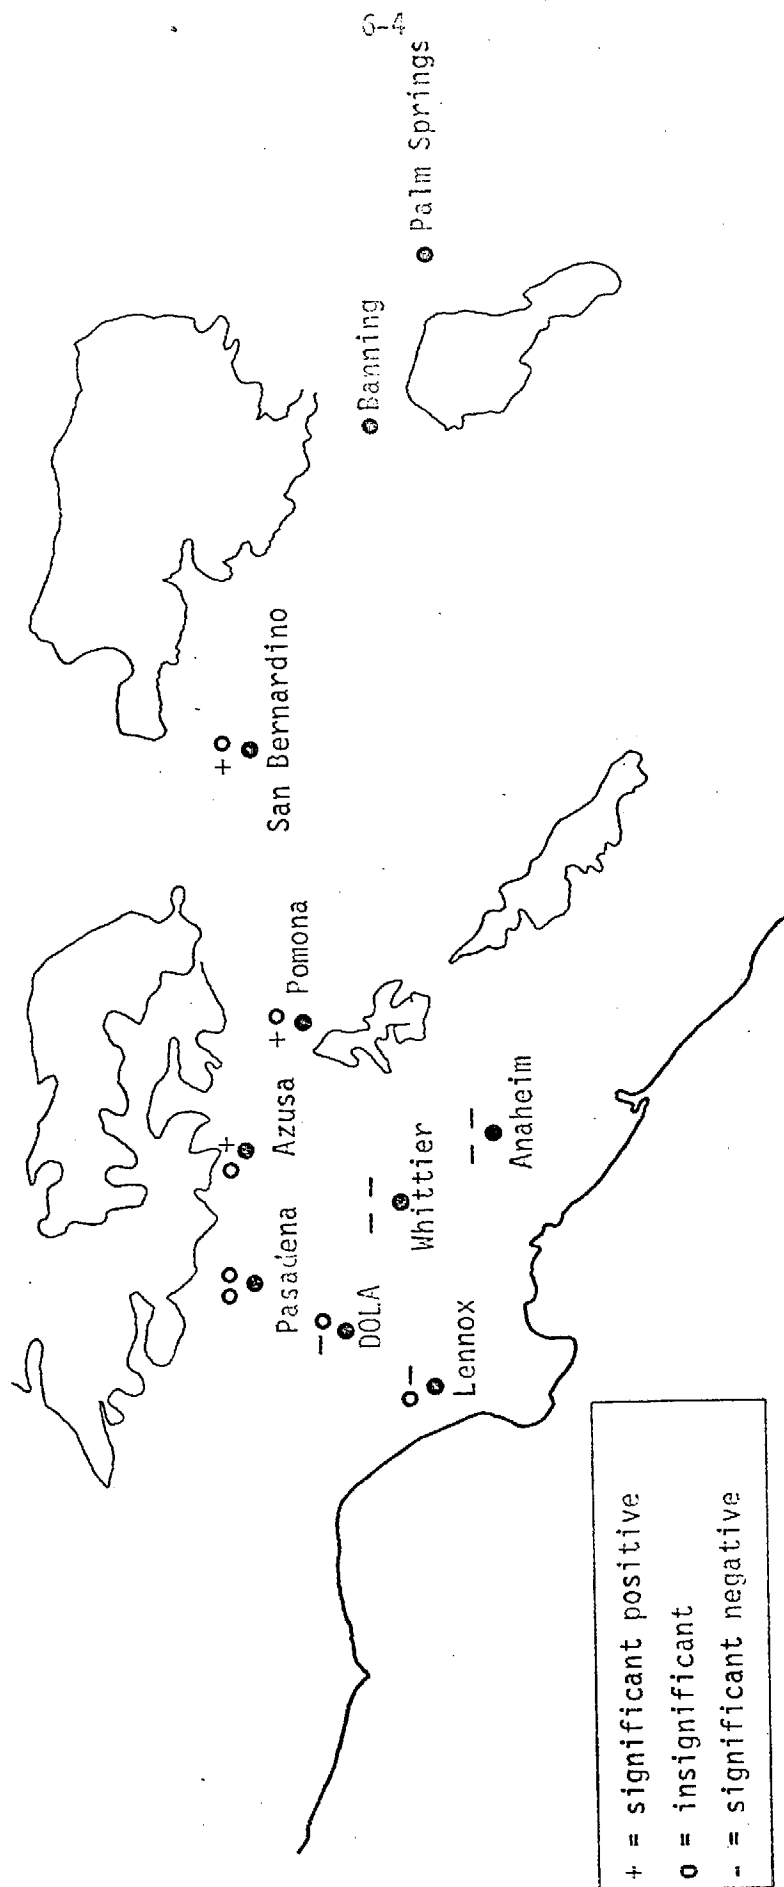 6-4
Palm Springs
Banning
+ o
San Bernardino
+ o
Pomona
o +
Azusa
o o
Pasadena
- o
DOLA
- -
Whittier
- -
Anaheim
o -
Lennox
+ = significant positive
o = insignificant
- = significant negative